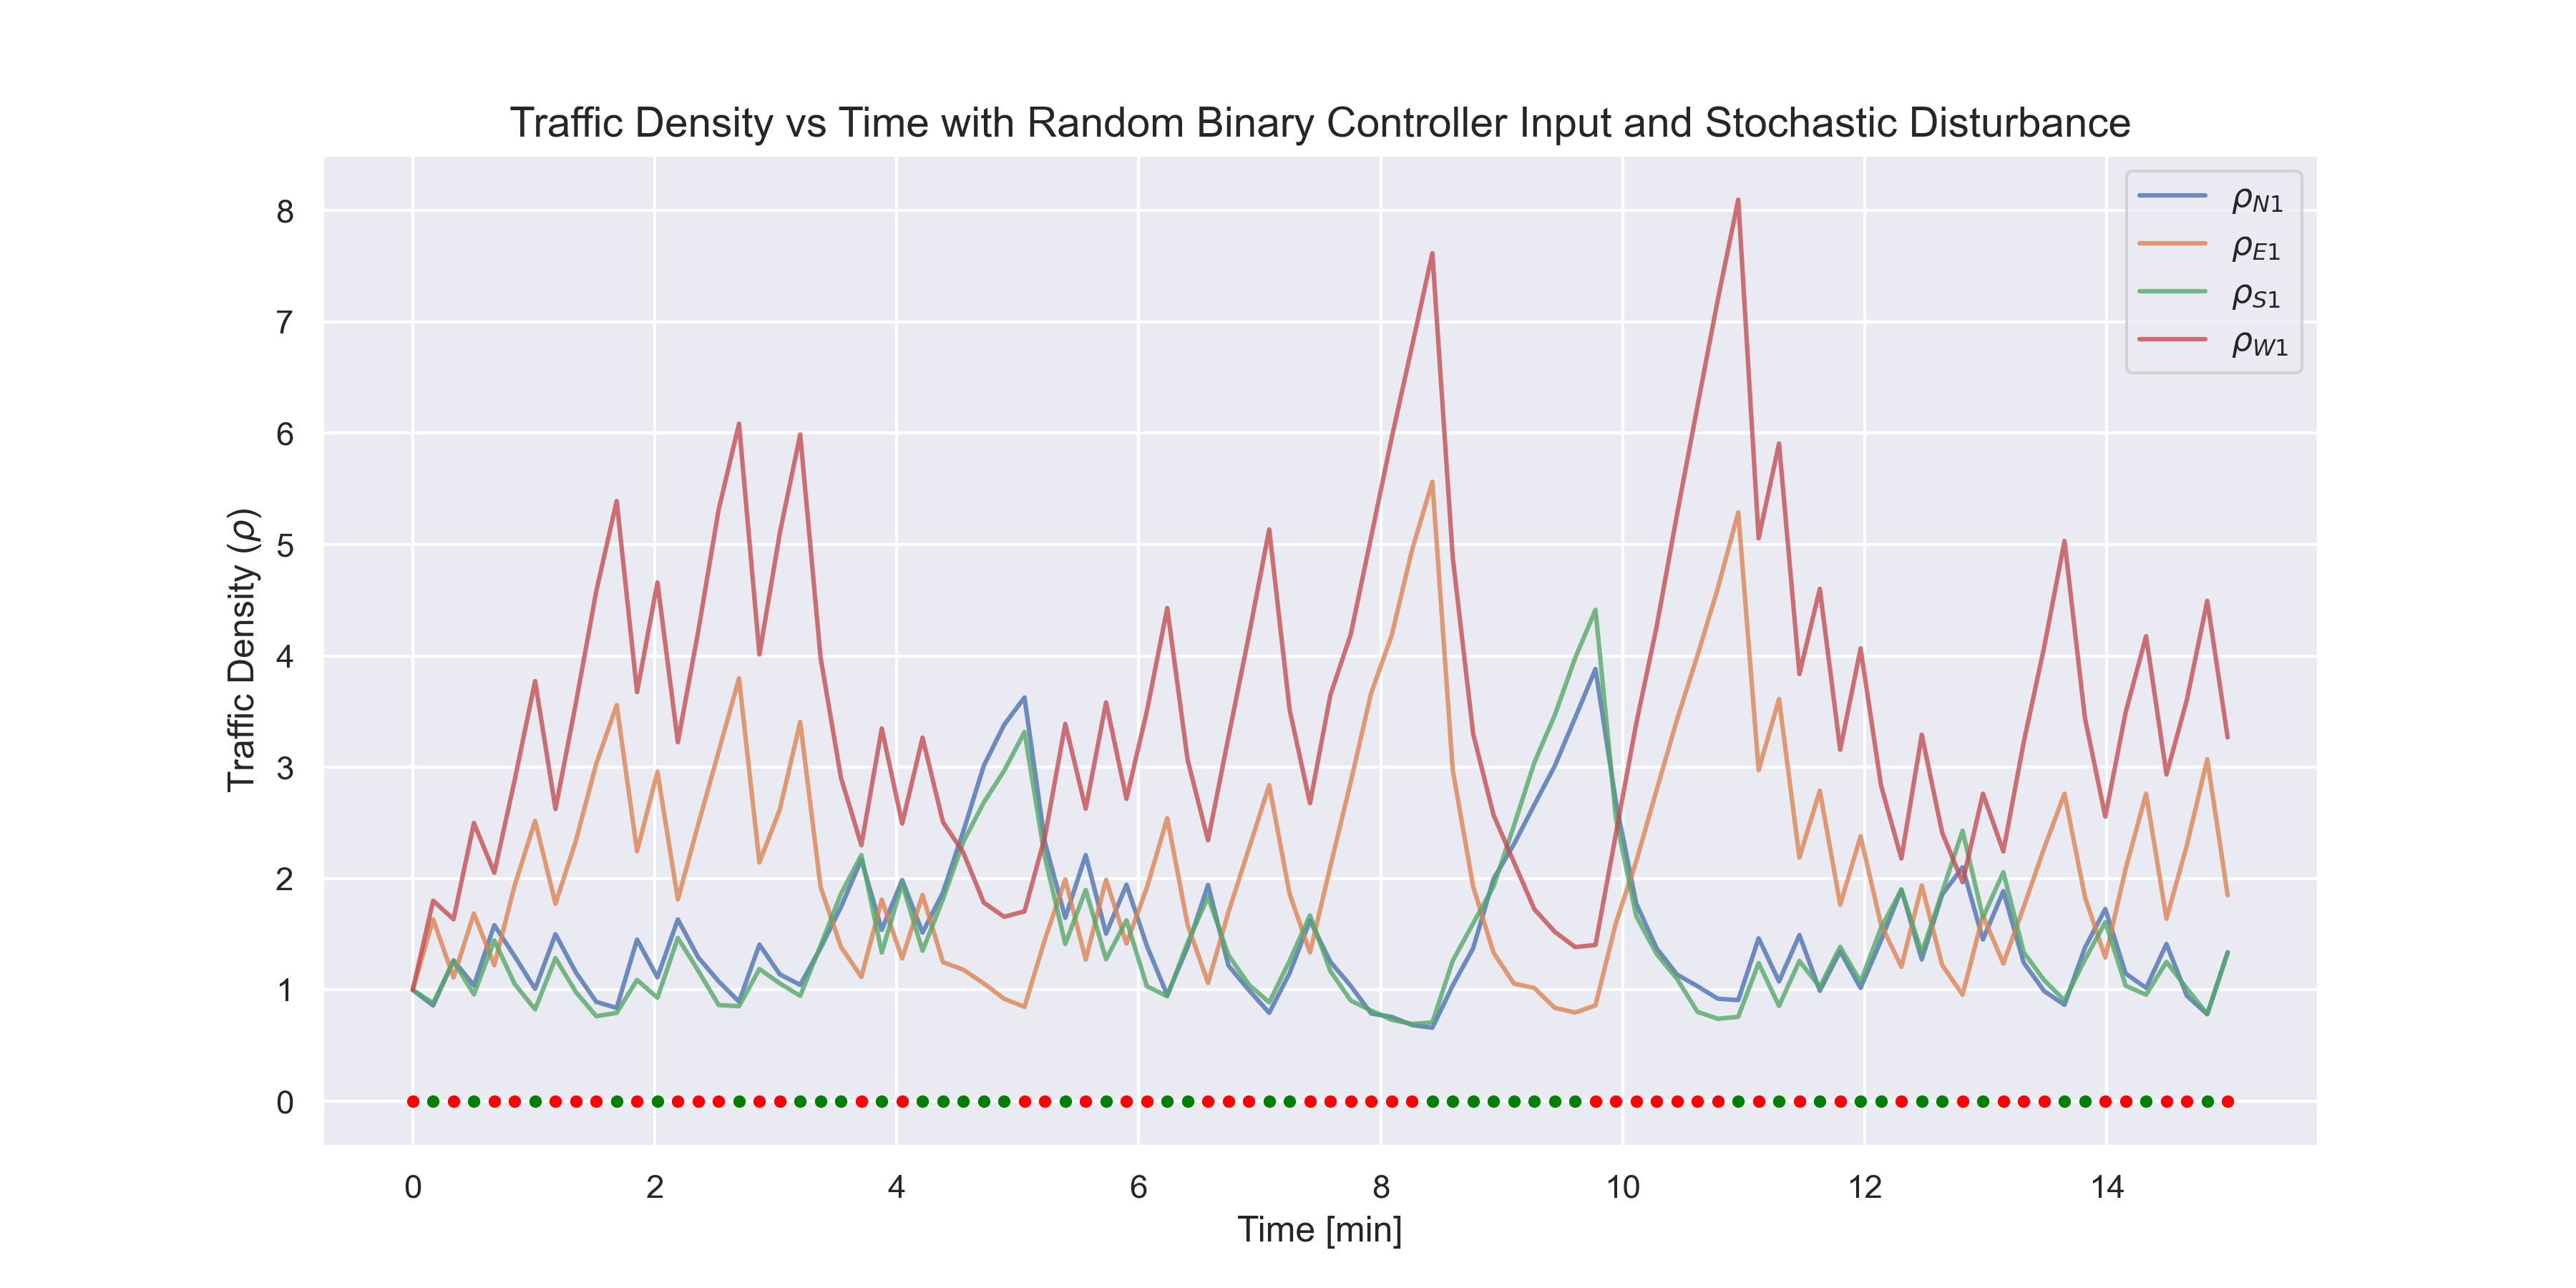 Traffic Density vs Time with Random Binary Controller Input and Stochastic Disturbance
8
7
6
5
4
3
2
1
0
Traffic Density (ρ)
ρN1
ρE1
ρS1
ρW1
0 2 4 6 8 10 12 14
Time [min]